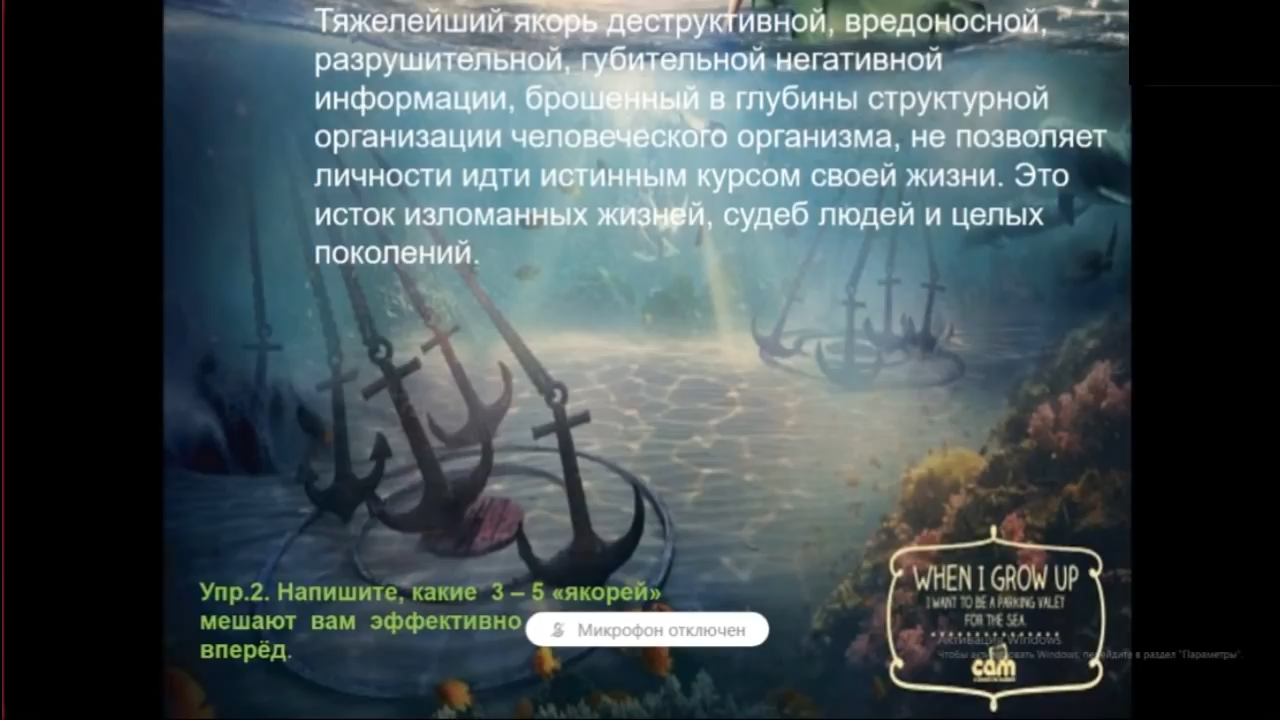 Тяжелейший якорь деструктивной, вредоносной,
разрушительной, губительной негативной
информации, брошенный в глубины структурной
организации человеческого организма, не позволяет
личности идти истинным курсом своей жизни. Это
исток изломанных жизней, судеб людей и целых
поколений.
Упр.2. Напишите, какие 3 – 5 «якорей»
мешают вам эффективно
вперёд.
Микрофон отключен
WHEN I GROW UP
I WANT TO BE A PARKING VALET
FOR THE SEA.
Активация Windows
Чтобы активировать Windows, перейдите в раздел "Параметры".
cam